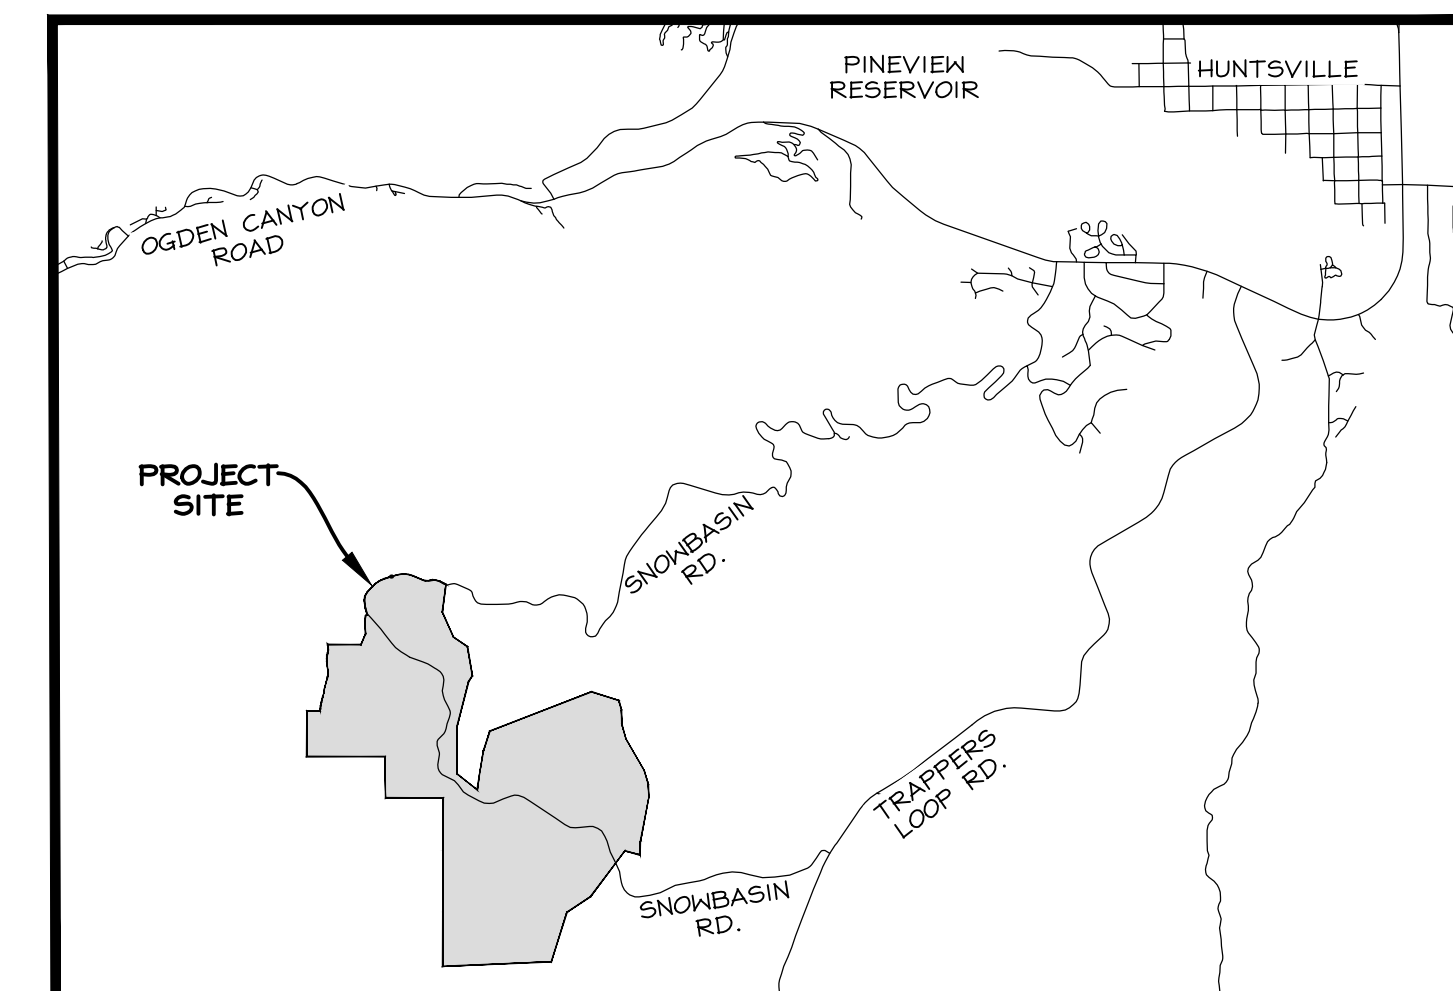 PINEVIEW
RESERVOIR
HUNTSVILLE
OGDEN CANYON
ROAD
PROJECT
SITE
SNOWBASIN
RD.
TRAPPERS
LOOP RD.
SNOWBASIN
RD.